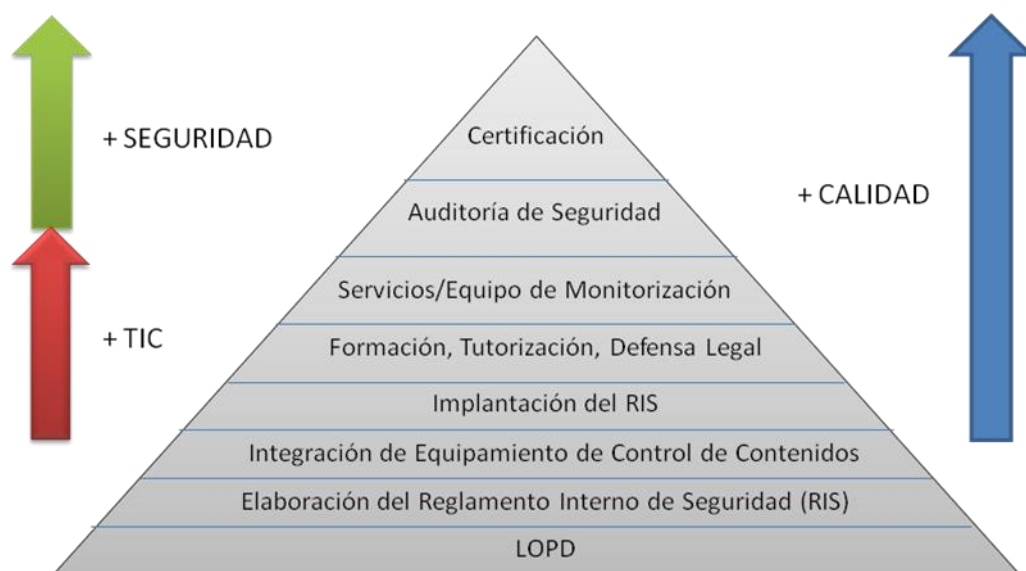 Certificación
+ SEGURIDAD
+ CALIDAD
Auditoría de Seguridad
Servicios/Equipo de Monitorización
+ TIC
Formación, Tutorización, Defensa Legal
Implantación del RIS
Integración de Equipamiento de Control de Contenidos
Elaboración del Reglamento Interno de Seguridad (RIS)
LOPD